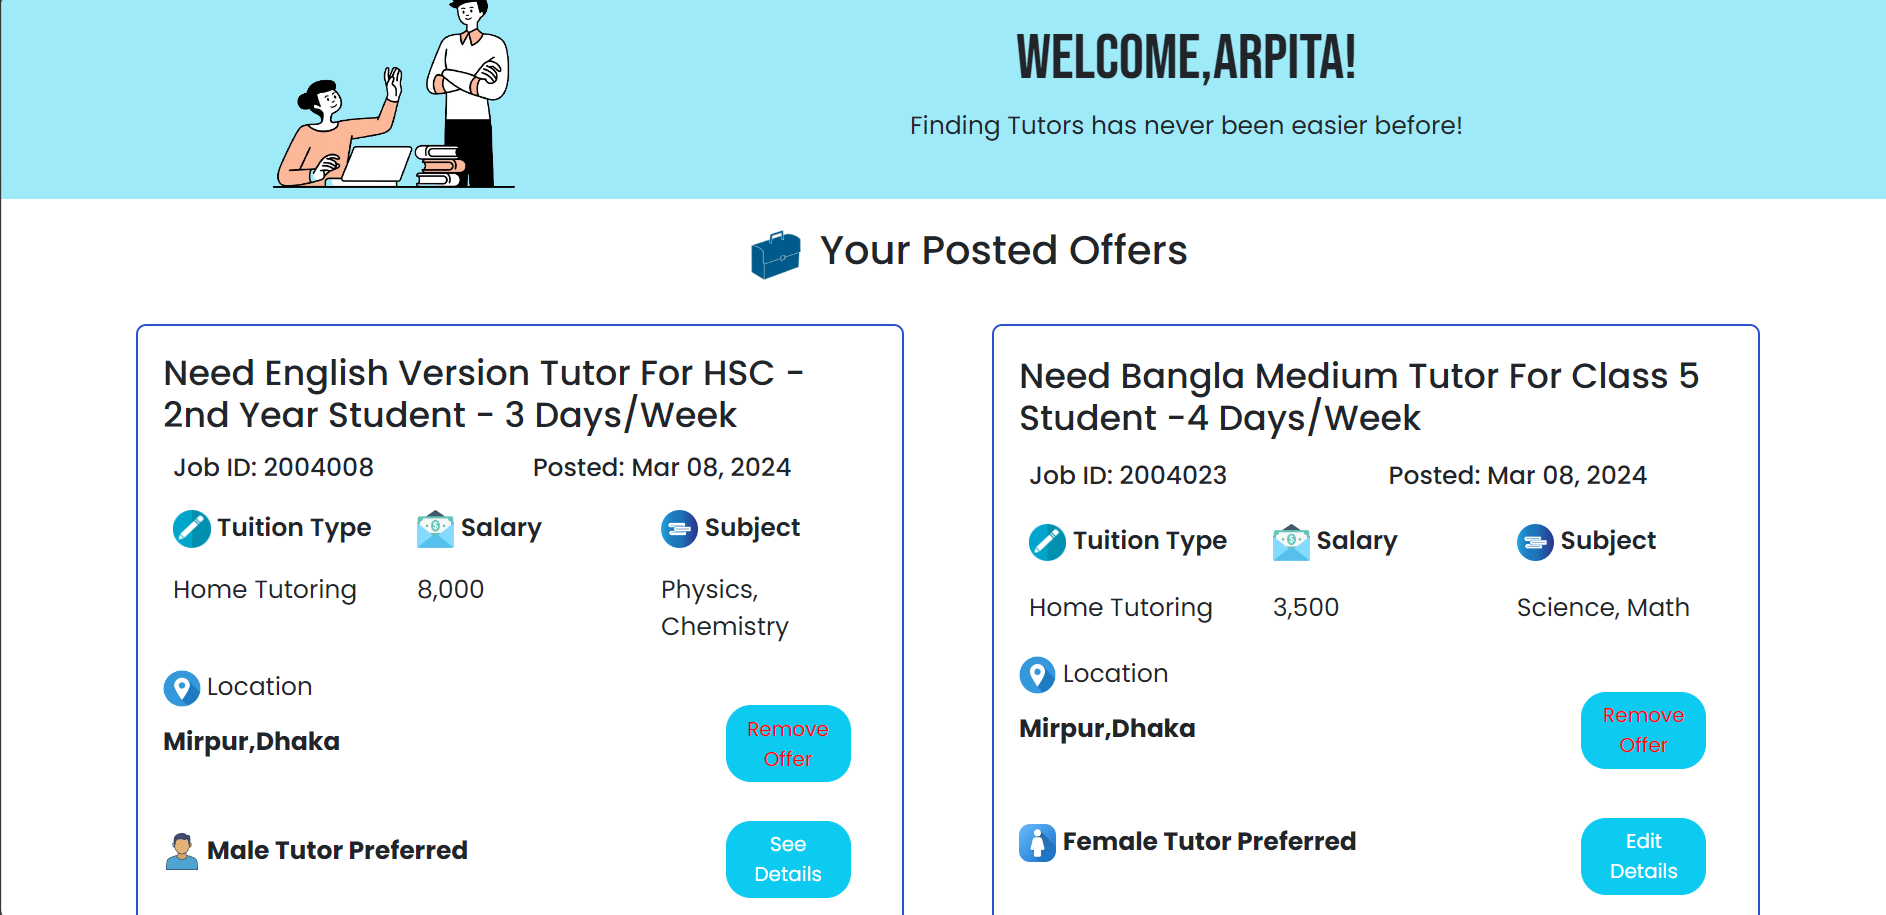 WELCOME,ARPITA!
Finding Tutors has never been easier before!
Your Posted Offers
Need English Version Tutor For HSC -
2nd Year Student - 3 Days/Week
Job ID: 2004008
Posted: Mar 08, 2024
Tuition Type
Salary
Subject
Home Tutoring
8,000
Physics,
Chemistry
Location
Mirpur,Dhaka
Remove
Offer
Male Tutor Preferred
See
Details
Need Bangla Medium Tutor For Class 5
Student -4 Days/Week
Job ID: 2004023
Posted: Mar 08, 2024
Tuition Type
Salary
Subject
Home Tutoring
3,500
Science, Math
Location
Mirpur,Dhaka
Remove
Offer
Female Tutor Preferred
Edit
Details